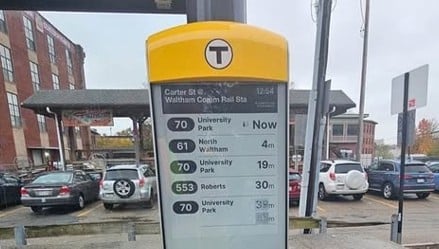 T
Carter St @ 12:54
Waltham Comm Rail Sta
70 University Park Now
61 North Waltham 4m
70 University Park 19m
553 Roberts 30m
70 University Park